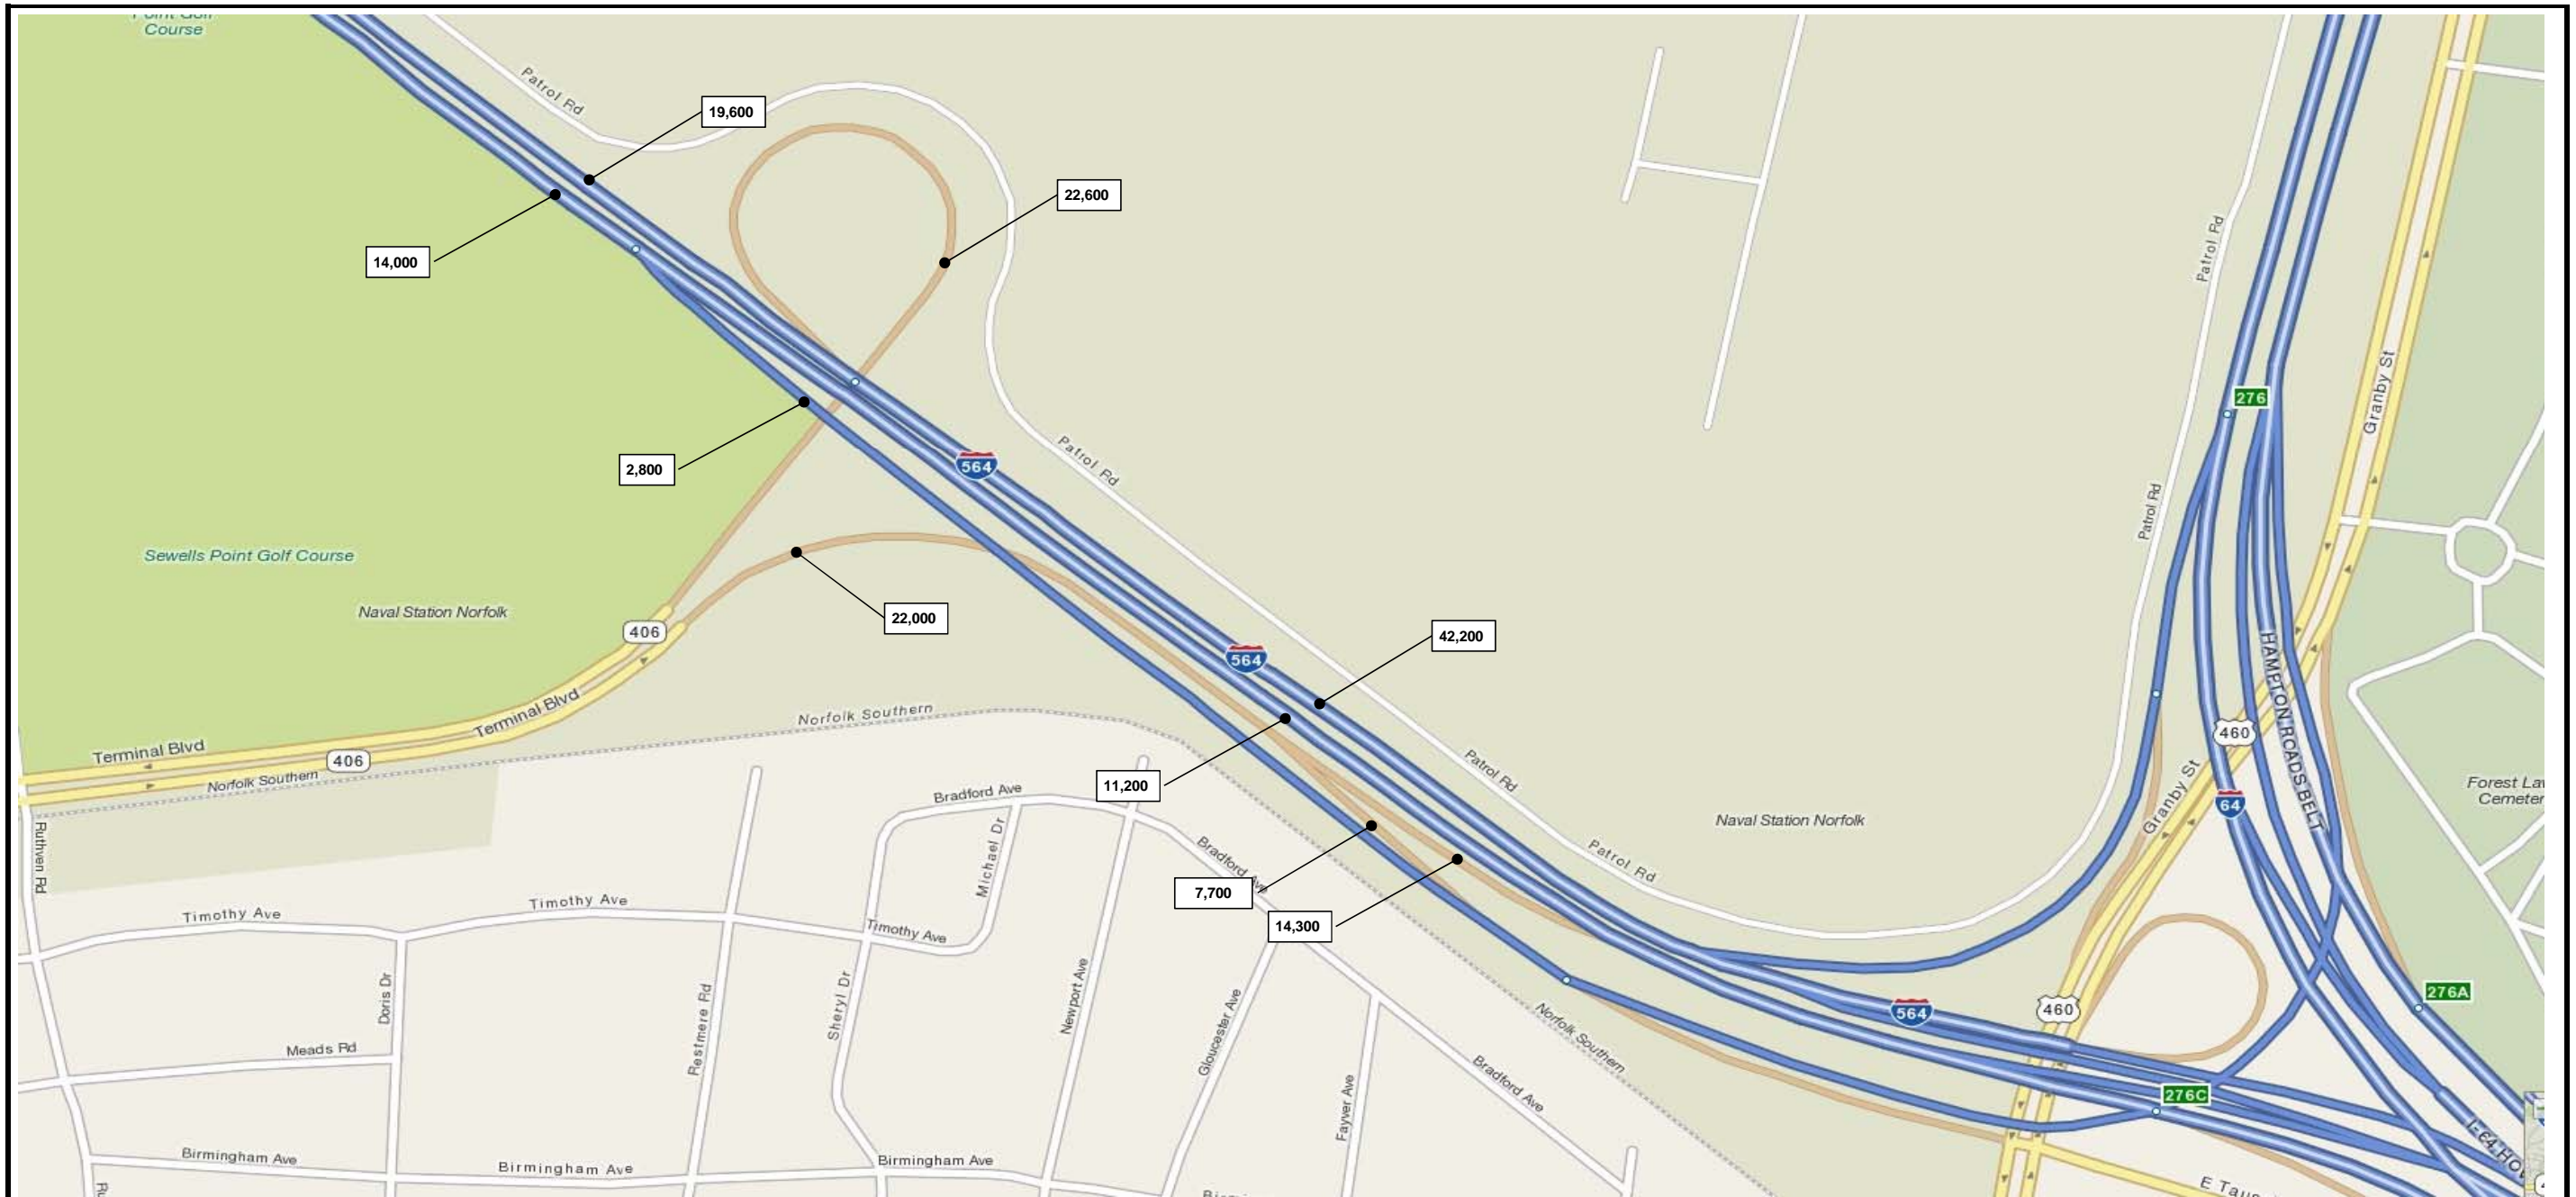 Point Golf
Course
Patrol Rd
19,600
22,600
14,000
Patrol Rd
276
Granby St
2,800
564
Patrol Rd
Patrol Rd
Sewells Point Golf Course
Naval Station Norfolk
406
22,000
564
42,200
HAMPTON ROADS BELT
Terminal Blvd
Norfolk Southern
460
Terminal Blvd
406
Norfolk Southern
11,200
Patrol Rd
Granby St
64
Forest La
Cemeter
Bradford Ave
Naval Station Norfolk
Ruthven Rd
Michael Dr
Bradford Ave
Patrol Rd
7,700
14,300
Timothy Ave
Timothy Ave
Timothy Ave
Doris Dr
Restmere Rd
Sheryl Dr
Newport Ave
Gloucester Ave
564
460
276A
Norfolk Southern
Meads Rd
Bradford Ave
Fayver Ave
276C
I-64 Ho
Birmingham Ave
Birmingham Ave
Birmingham Ave
Ru
E Taus